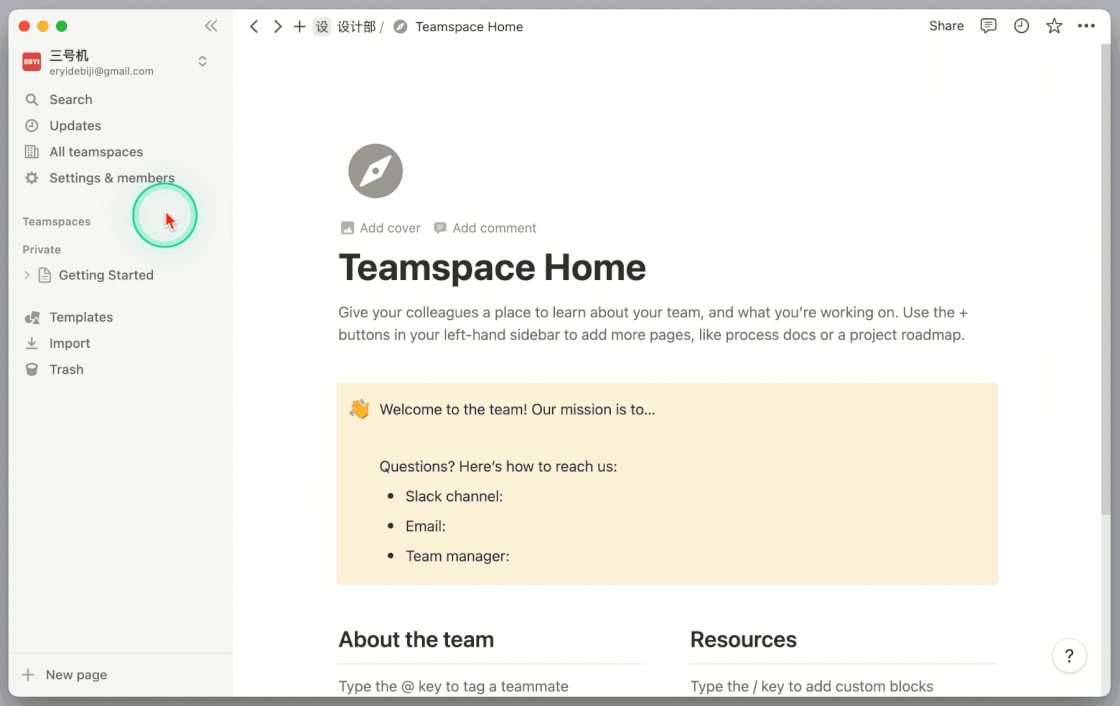 设 设计部 / Teamspace Home
Share
ERYI
三号机
eryidebiji@gmail.com
Search
Updates
All teamspaces
Settings & members
Teamspaces
Private
Getting Started
Templates
Import
Trash
New page
Add cover
Add comment
Teamspace Home
Give your colleagues a place to learn about your team, and what you’re working on. Use the +
buttons in your left-hand sidebar to add more pages, like process docs or a project roadmap.
👋 Welcome to the team! Our mission is to...
Questions? Here’s how to reach us:
• Slack channel:
• Email:
• Team manager:
About the team
Type the @ key to tag a teammate
Resources
Type the / key to add custom blocks
?